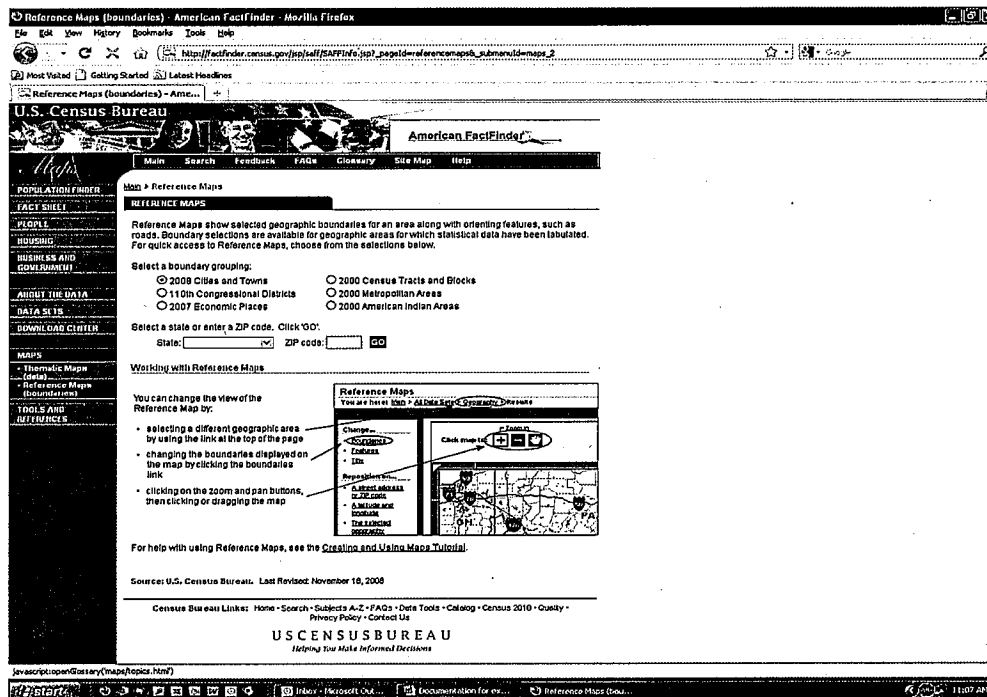 Reference Maps (boundaries) - American FactFinder - Mozilla Firefox
File Edit View History Bookmarks Tools Help
http://factfinder.census.gov/jsp/saff/SAFFInfo.jsp?_pageId=referencemaps&_submenuId=maps_2
Google
Most Visited Getting Started Latest Headlines
Reference Maps (boundaries) - Ame...
U.S. Census Bureau
American FactFinder
Maps
Main Search Feedback FAQs Glossary Site Map Help
POPULATION FINDER
FACT SHEET
PEOPLE
HOUSING
BUSINESS AND
GOVERNMENT
ABOUT THE DATA
DATA SETS
DOWNLOAD CENTER
MAPS
• Thematic Maps
(data)
• Reference Maps
(boundaries)
TOOLS AND
REFERENCES
Main ▸ Reference Maps
REFERENCE MAPS
Reference Maps show selected geographic boundaries for an area along with orienting features, such as
roads. Boundary selections are available for geographic areas for which statistical data have been tabulated.
For quick access to Reference Maps, choose from the selections below.
Select a boundary grouping:
2008 Cities and Towns
110th Congressional Districts
2007 Economic Places
2000 Census Tracts and Blocks
2000 Metropolitan Areas
2000 American Indian Areas
Select a state or enter a ZIP code. Click 'GO'.
State: ZIP code: GO
Working with Reference Maps
You can change the view of the
Reference Map by:
• selecting a different geographic area
by using the link at the top of the page
• changing the boundaries displayed on
the map by clicking the boundaries
link
• clicking on the zoom and pan buttons,
then clicking or dragging the map
Reference Maps
You are here: Main ▸ All Data Sets ▸ Geography ▸ Results
Change...
• Boundaries
• Features
• Title
Reposition on...
• A street address
or ZIP code
• A latitude and
longitude
• The selected
geography
Click map to:
OH
PA
For help with using Reference Maps, see the Creating and Using Maps Tutorial.
Source: U.S. Census Bureau. Last Revised: November 18, 2008
Census Bureau Links: Home • Search • Subjects A-Z • FAQs • Data Tools • Catalog • Census 2010 • Quality •
Privacy Policy • Contact Us
USCENSUSBUREAU
Helping You Make Informed Decisions
javascript:openGlossary('maps/topics.html')
start
Inbox - Microsoft Out...
Documentation for ex...
Reference Maps (bou...
11:07 AM